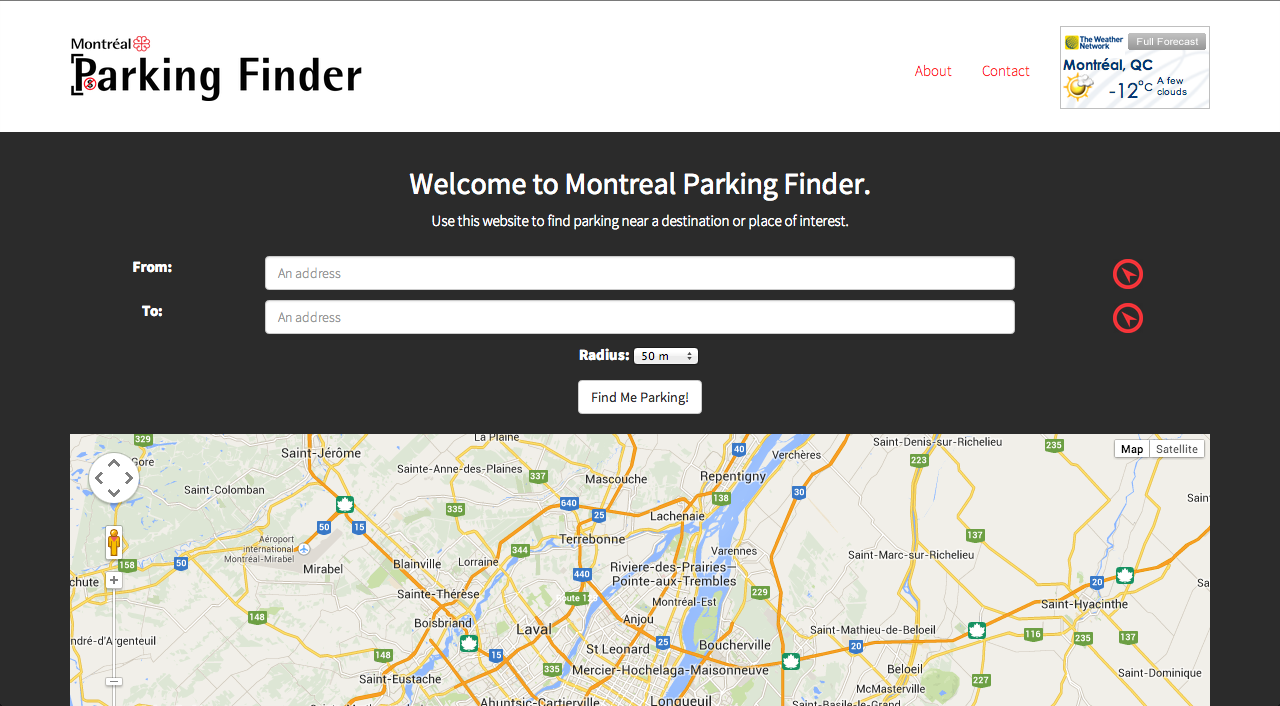 Montréal
Parking Finder
About
Contact
The Weather Network
Full Forecast
Montréal, QC
-12°C
A few clouds
Welcome to Montreal Parking Finder.
Use this website to find parking near a destination or place of interest.
From:
An address
To:
An address
Radius: 50 m
Find Me Parking!
329
La Plaine
40
Saint-Denis-sur-Richelieu
235
Map
Satellite
Gore
Saint-Jérôme
Verchères
223
Sainte-Anne-des-Plaines
337
Mascouche
Repentigny
Saint-Colomban
138
30
640
335
25
Lachenaie
50
15
Aéroport
international
Montréal-Mirabel
Terrebonne
137
344
Varennes
Saint-Marc-sur-Richelieu
158
50
Mirabel
Blainville
Lorraine
Rivière-des-Prairies—
Pointe-aux-Trembles
440
20
chute
Sainte-Thérèse
229
Montréal-Est
Saint-Hyacinthe
148
Boisbriand
Anjou
Laval
Saint-Mathieu-de-Beloeil
116
235
137
ndré-d'Argenteuil
25
St Leonard
Boucherville
20
148
15
335
Mercier-Hochelaga-Maisonneuve
Beloeil
Saint-Dominique
Saint-Eustache
227
McMasterville
Ahuntsic-Cartierville
Longueuil
Saint-Basile-le-Grand